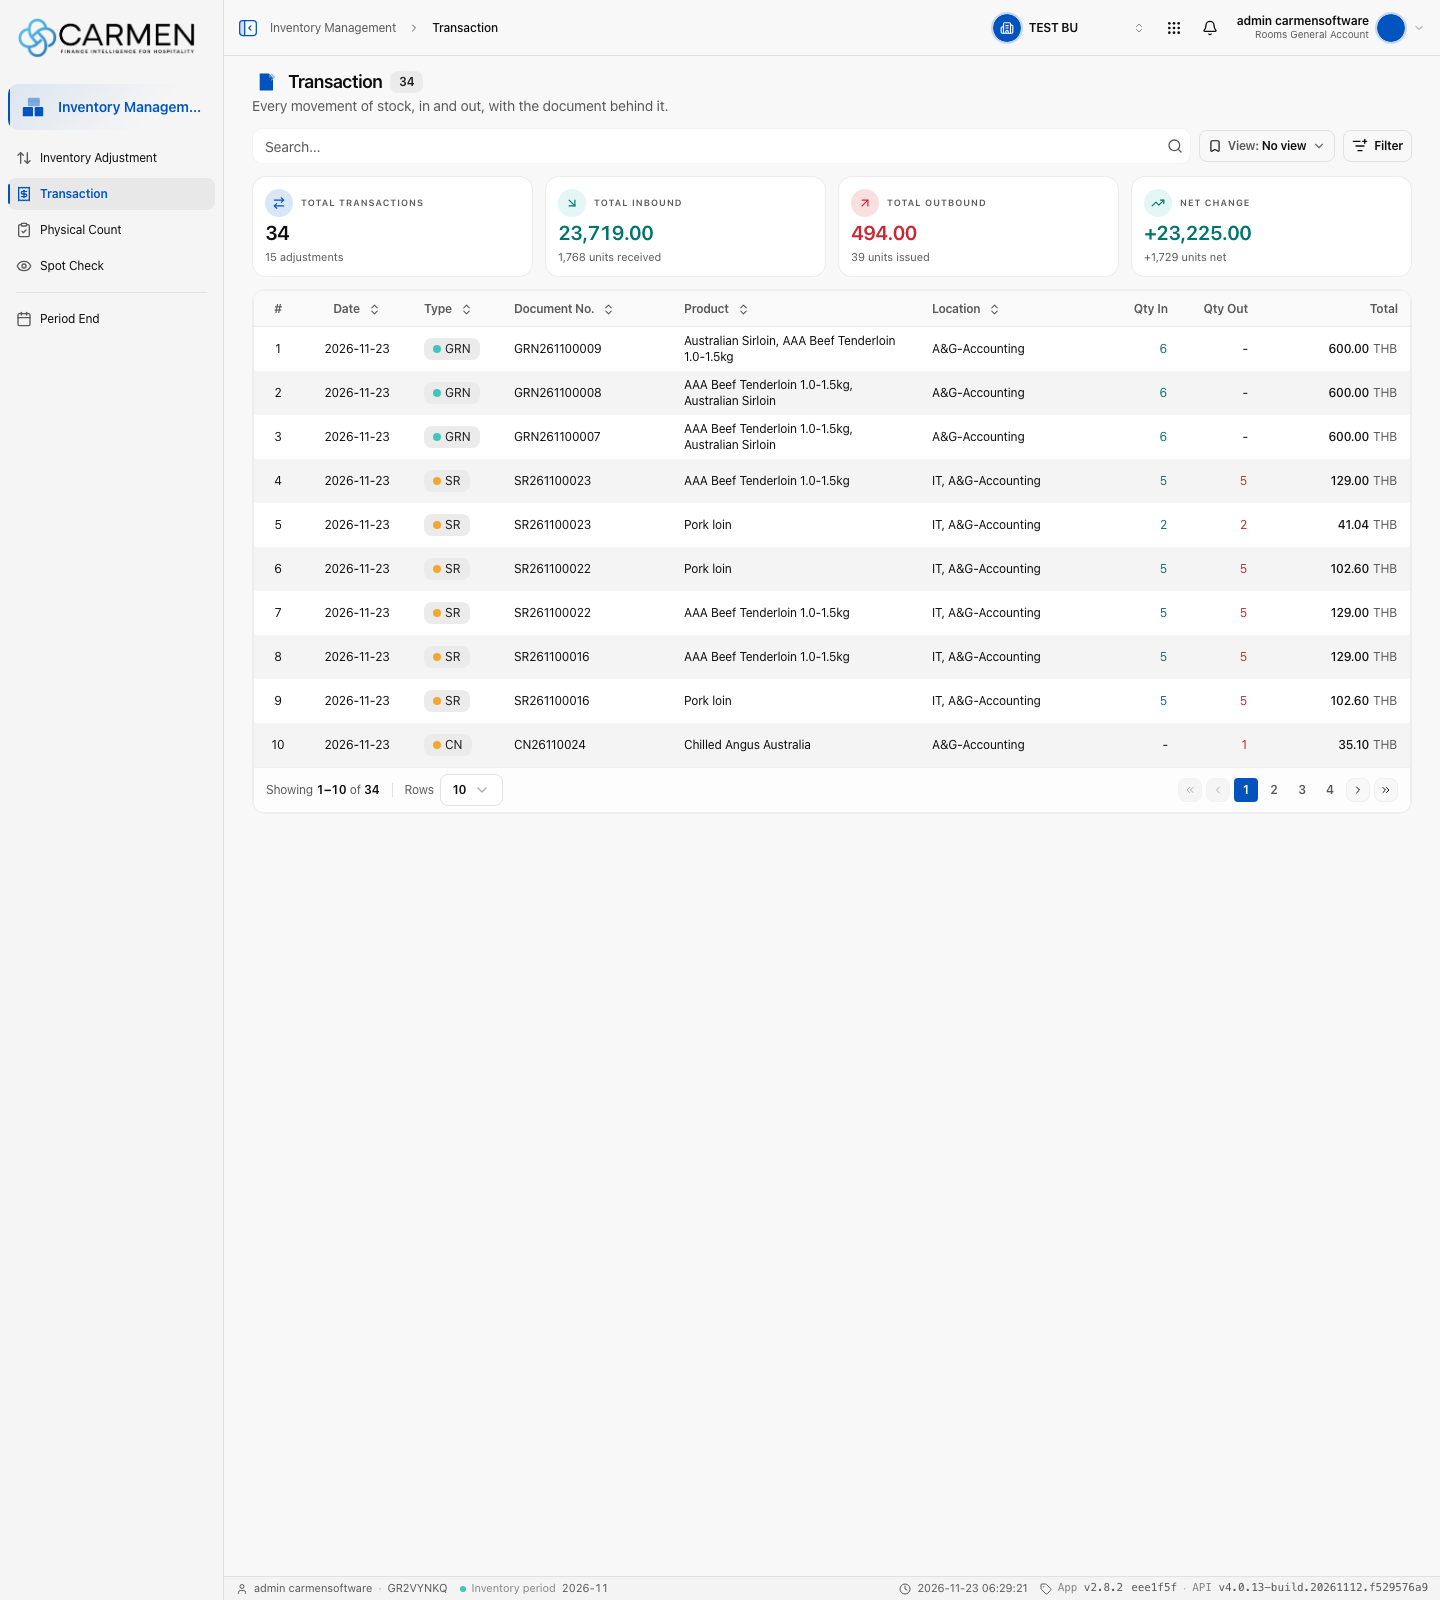 CARMEN
FINANCE INTELLIGENCE FOR HOSPITALITY
Inventory Managem...
Inventory Adjustment
Transaction
Physical Count
Spot Check
Period End
Inventory Management > Transaction
TEST BU
admin carmensoftware
Rooms General Account
Transaction 34
Every movement of stock, in and out, with the document behind it.
Search...
View: No view
Filter
TOTAL TRANSACTIONS
34
15 adjustments
TOTAL INBOUND
23,719.00
1,768 units received
TOTAL OUTBOUND
494.00
39 units issued
NET CHANGE
+23,225.00
+1,729 units net
# Date Type Document No. Product Location Qty In Qty Out Total
1 2026-11-23 GRN GRN261100009 Australian Sirloin, AAA Beef Tenderloin 1.0-1.5kg A&G-Accounting 6 - 600.00 THB
2 2026-11-23 GRN GRN261100008 AAA Beef Tenderloin 1.0-1.5kg, Australian Sirloin A&G-Accounting 6 - 600.00 THB
3 2026-11-23 GRN GRN261100007 AAA Beef Tenderloin 1.0-1.5kg, Australian Sirloin A&G-Accounting 6 - 600.00 THB
4 2026-11-23 SR SR261100023 AAA Beef Tenderloin 1.0-1.5kg IT, A&G-Accounting 5 5 129.00 THB
5 2026-11-23 SR SR261100023 Pork loin IT, A&G-Accounting 2 2 41.04 THB
6 2026-11-23 SR SR261100022 Pork loin IT, A&G-Accounting 5 5 102.60 THB
7 2026-11-23 SR SR261100022 AAA Beef Tenderloin 1.0-1.5kg IT, A&G-Accounting 5 5 129.00 THB
8 2026-11-23 SR SR261100016 AAA Beef Tenderloin 1.0-1.5kg IT, A&G-Accounting 5 5 129.00 THB
9 2026-11-23 SR SR261100016 Pork loin IT, A&G-Accounting 5 5 102.60 THB
10 2026-11-23 CN CN26110024 Chilled Angus Australia A&G-Accounting - 1 35.10 THB
Showing 1–10 of 34 Rows 10
« ‹ 1 2 3 4 › »
admin carmensoftware · GR2VYNKQ Inventory period 2026-11
2026-11-23 06:29:21 App v2.8.2 eee1f5f · API v4.0.13-build.20261112.f529576a9